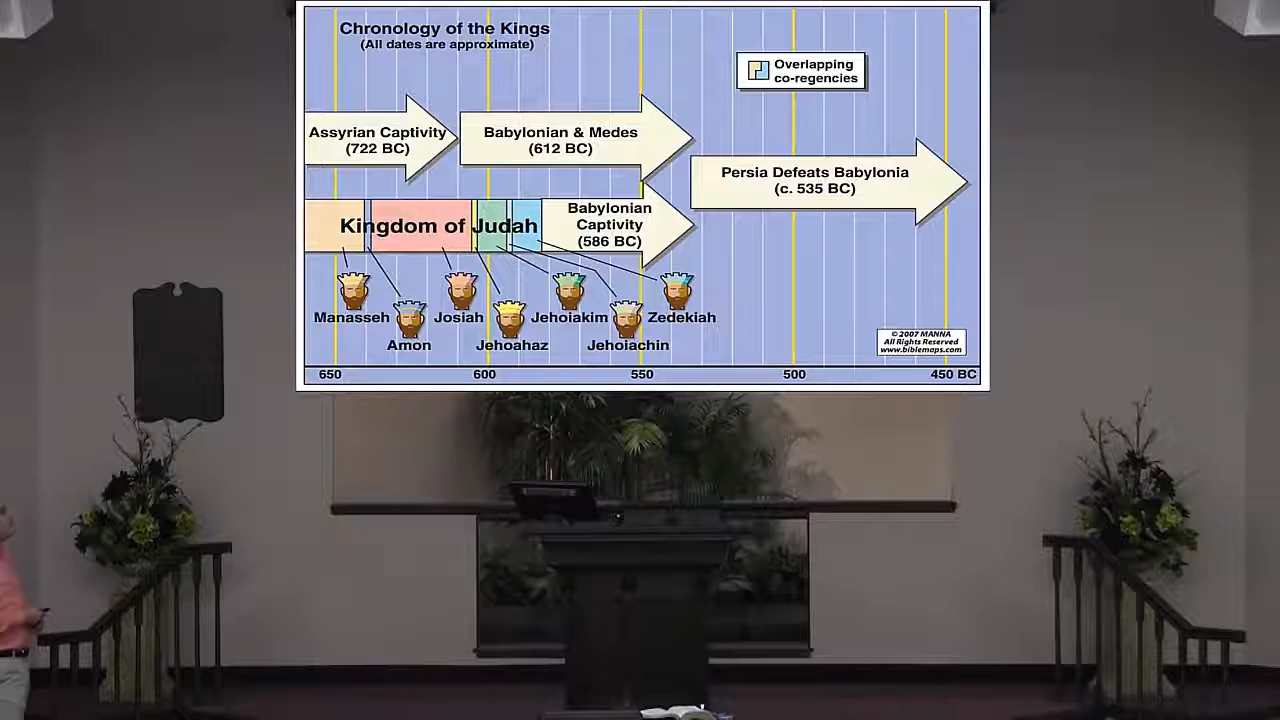 Chronology of the Kings
(All dates are approximate)
Overlapping
co-regencies
Assyrian Captivity
(722 BC)
Babylonian & Medes
(612 BC)
Persia Defeats Babylonia
(c. 535 BC)
Kingdom of Judah
Babylonian
Captivity
(586 BC)
Manasseh
Amon
Josiah
Jehoahaz
Jehoiakim
Jehoiachin
Zedekiah
© 2007 MANNA
All Rights Reserved
www.biblemaps.com
650 600 550 500 450 BC